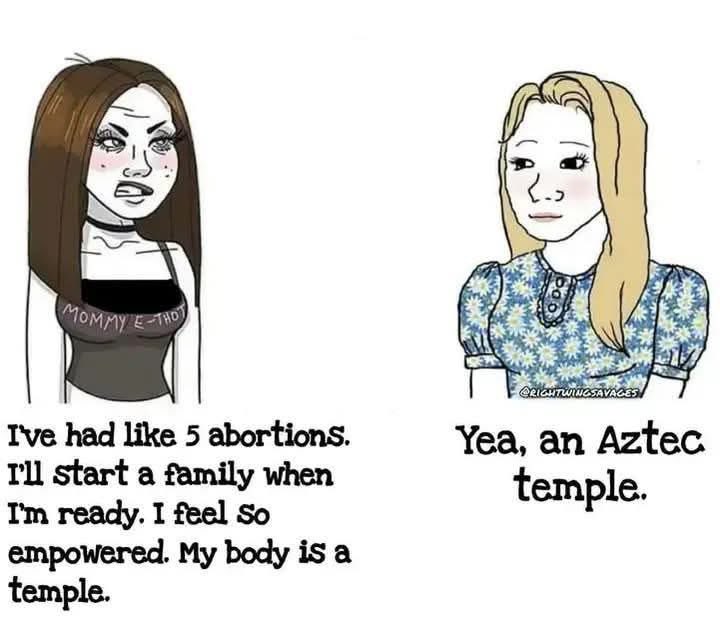 MOMMY E-THOT
@RIGHTWINGSAVAGES
I've had like 5 abortions.
I'll start a family when
I'm ready. I feel so
empowered. My body is a
temple.
Yea, an Aztec
temple.